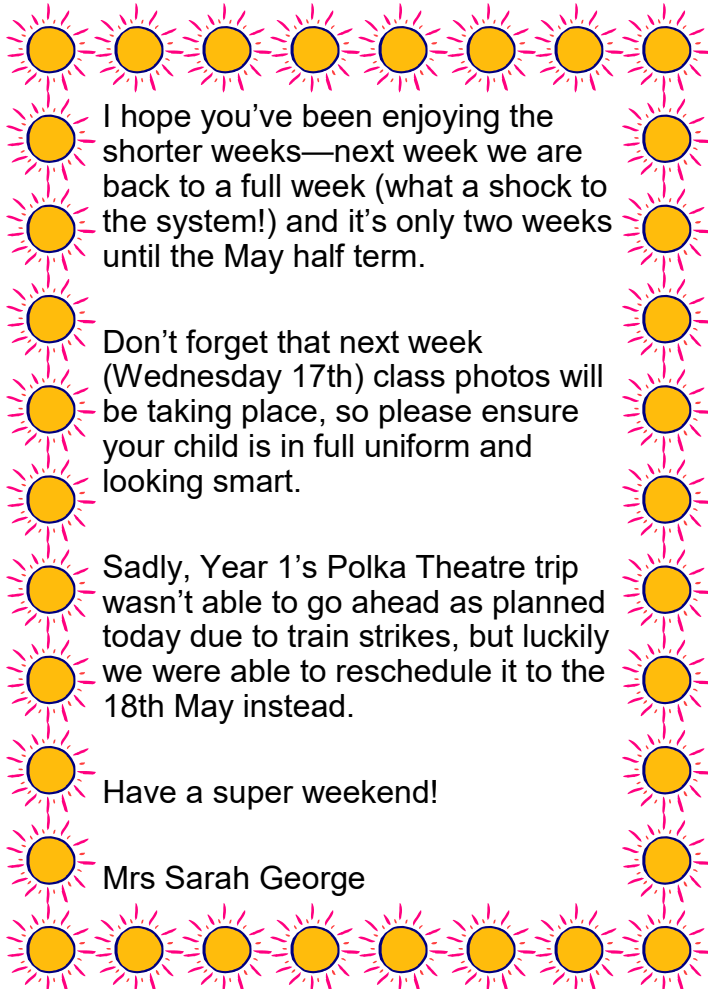 I hope you’ve been enjoying the
shorter weeks—next week we are
back to a full week (what a shock to
the system!) and it’s only two weeks
until the May half term.
Don’t forget that next week
(Wednesday 17th) class photos will
be taking place, so please ensure
your child is in full uniform and
looking smart.
Sadly, Year 1’s Polka Theatre trip
wasn’t able to go ahead as planned
today due to train strikes, but luckily
we were able to reschedule it to the
18th May instead.
Have a super weekend!
Mrs Sarah George